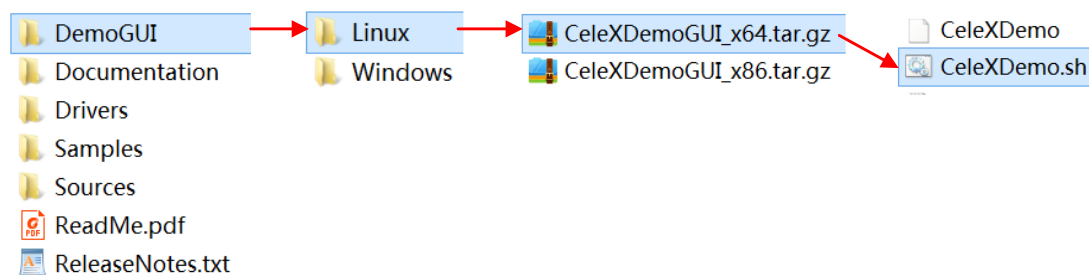 DemoGUI
Documentation
Drivers
Samples
Sources
ReadMe.pdf
ReleaseNotes.txt
Linux
Windows
CeleXDemoGUI_x64.tar.gz
CeleXDemoGUI_x86.tar.gz
CeleXDemo
CeleXDemo.sh